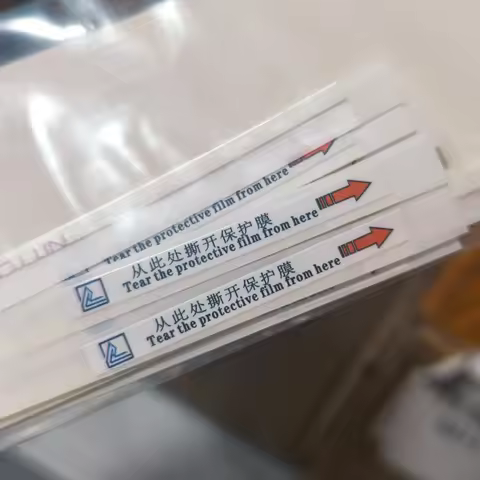 Tear the protective film from here
从此处撕开保护膜
Tear the protective film from here
从此处撕开保护膜
Tear the protective film from here